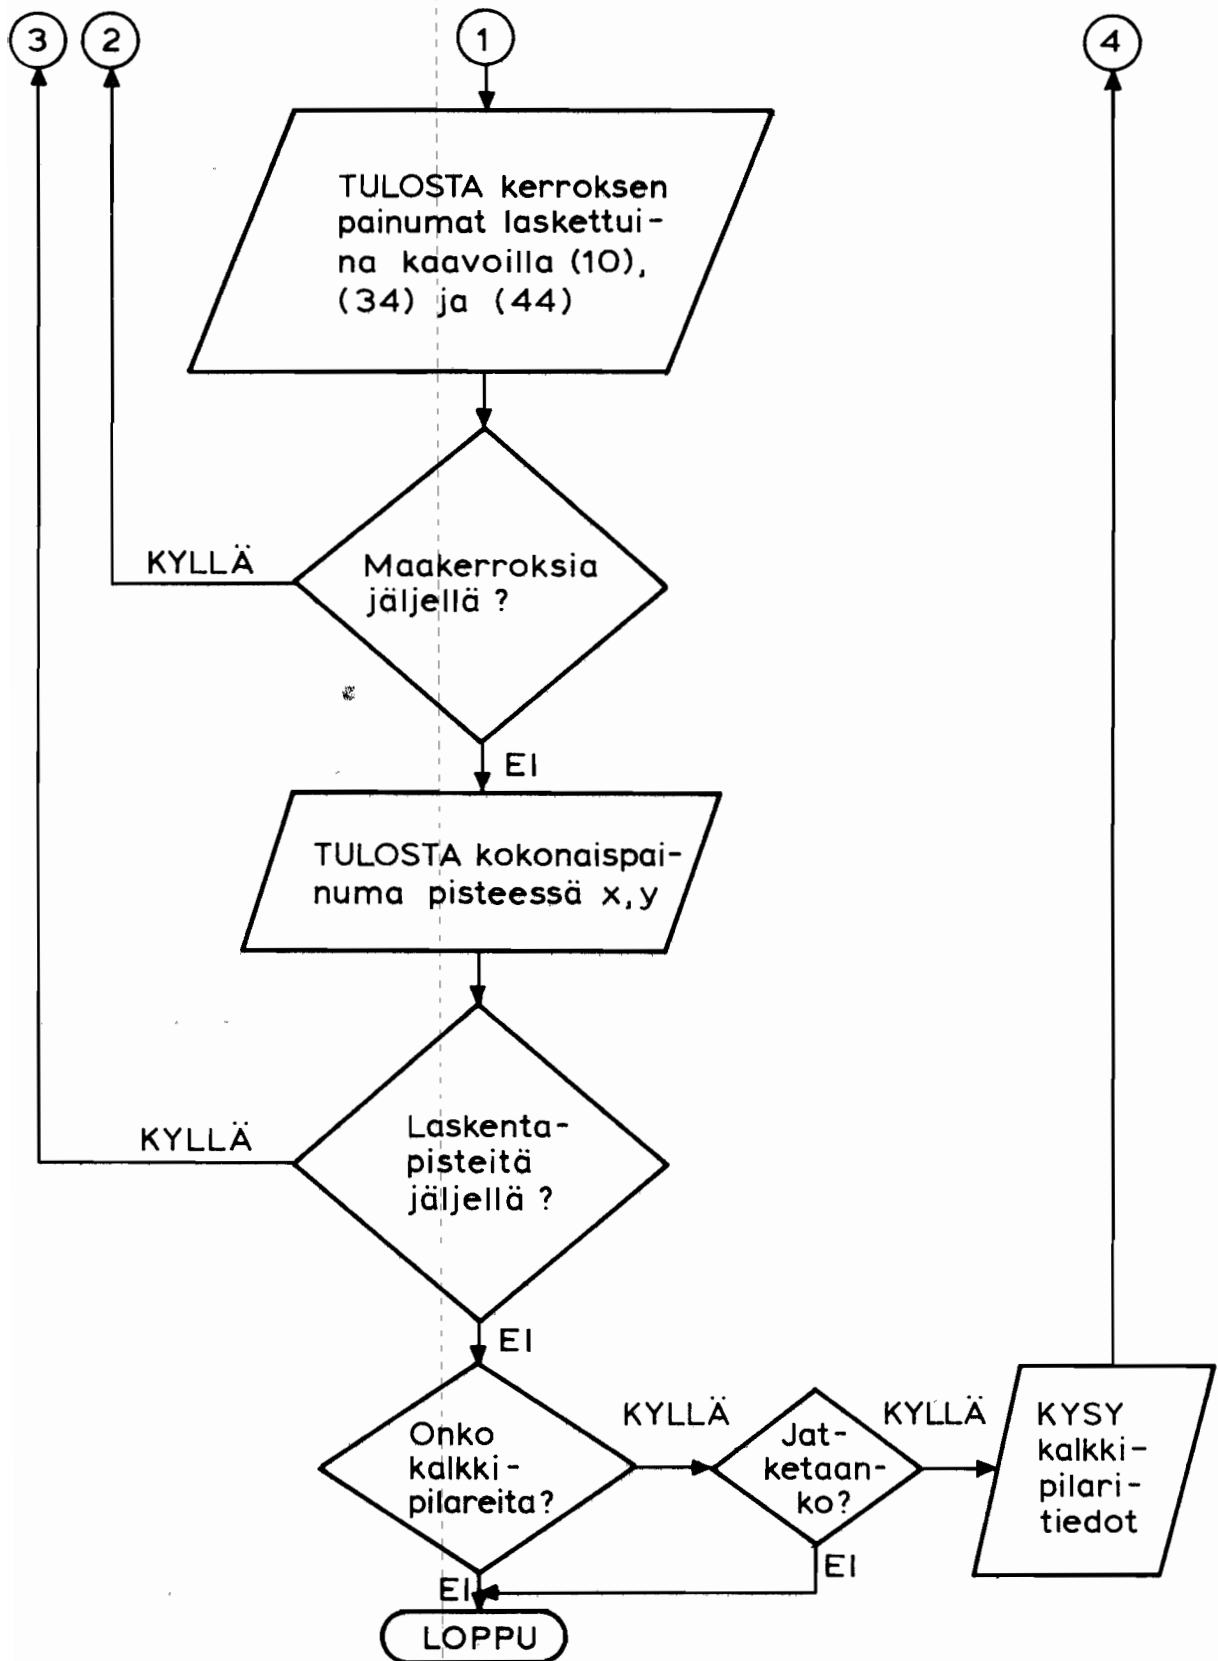 3
2
1
4
TULOSTA kerroksen
painumat laskettui-
na kaavoilla (10),
(34) ja (44)
KYLLÄ
Maakerroksia
jäljellä ?
EI
TULOSTA kokonaispai-
numa pisteessä x,y
KYLLÄ
Laskenta-
pisteitä
jäljellä ?
EI
Onko
kalkki-
pilareita?
KYLLÄ
Jat-
ketaan-
ko?
KYLLÄ
KYSY
kalkki-
pilari-
tiedot
EI
EI
LOPPU